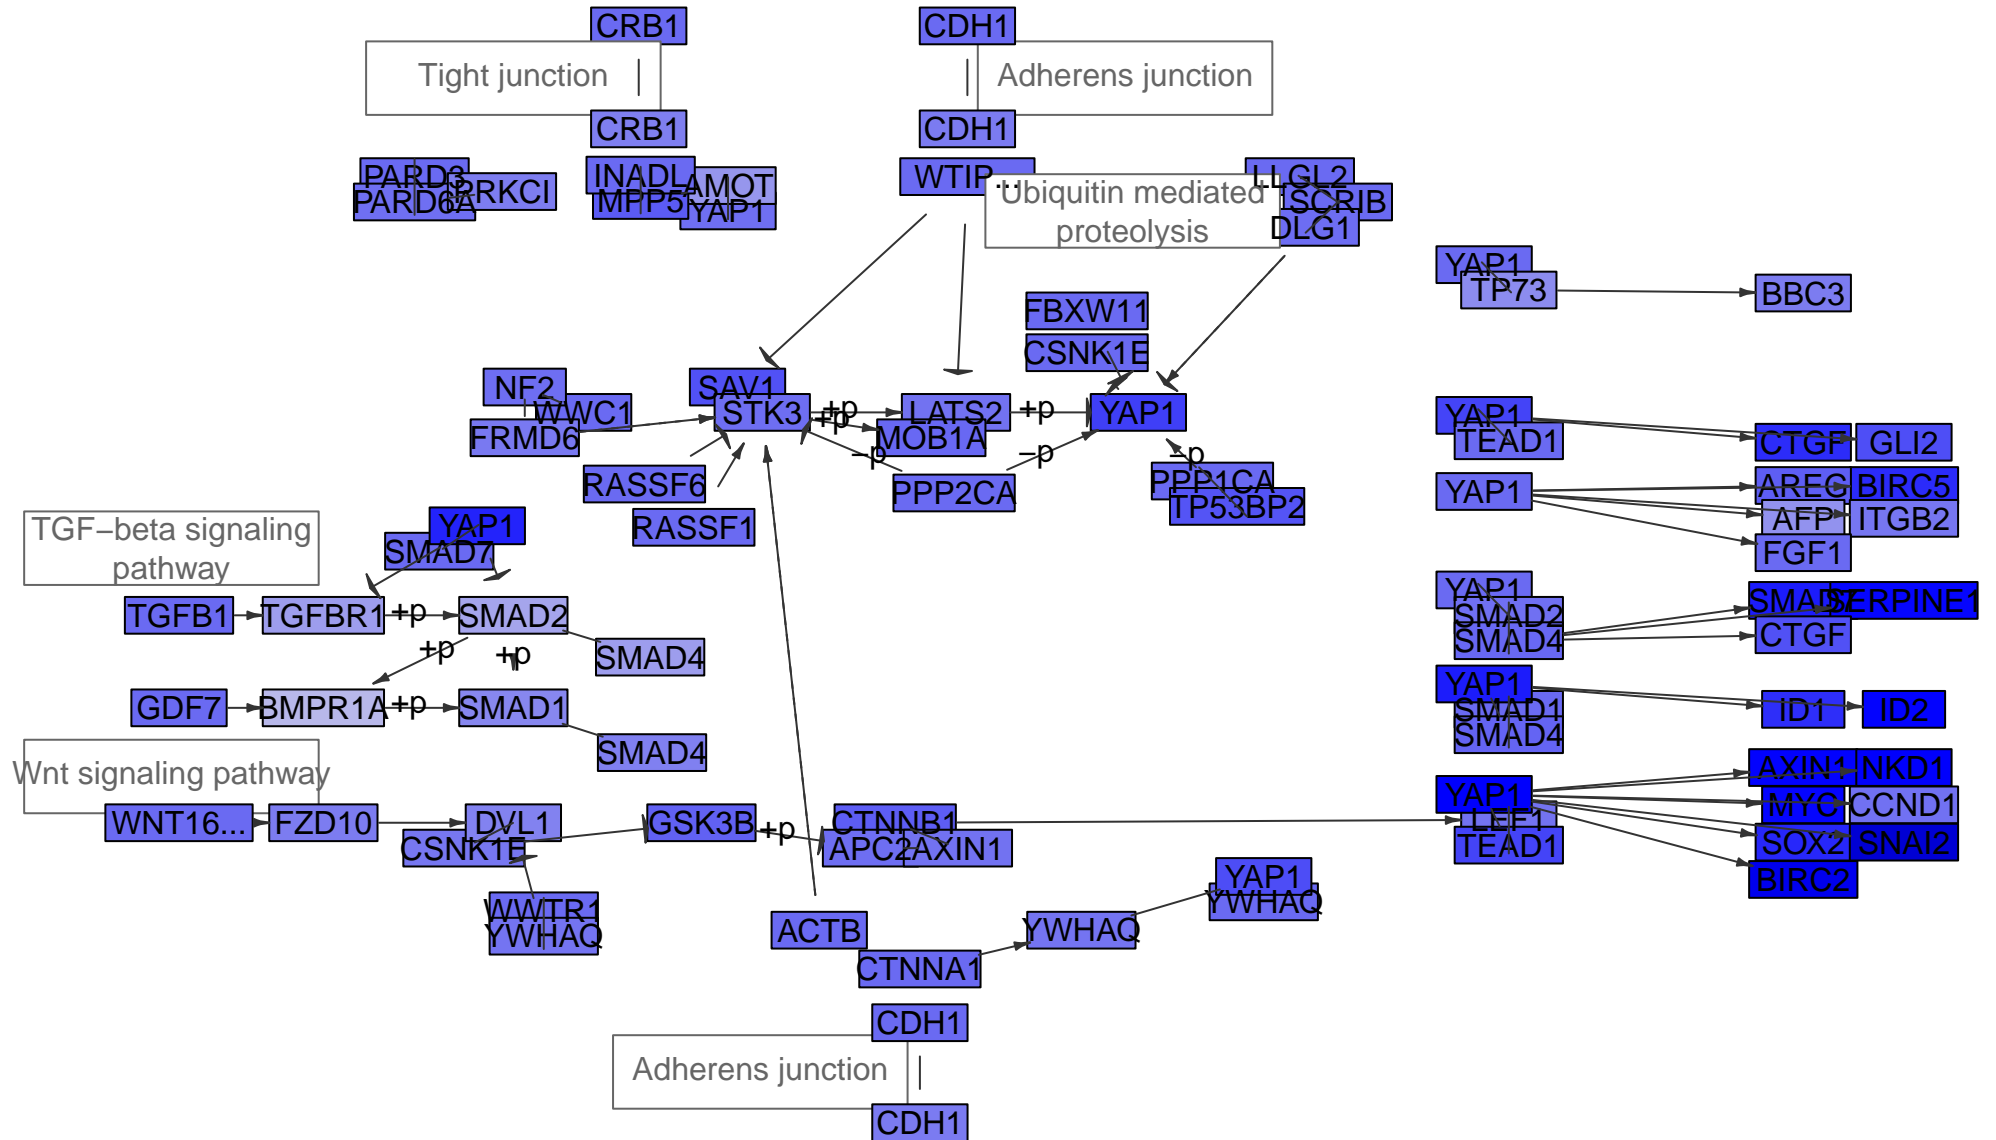 CRB1
CDH1
Tight junction
Adherens junction
CRB1
CDH1
PARD3
PRKCI
PARD6A
INADL
AMOT
MPP5
YAP1
WTIP...
Ubiquitin mediated
proteolysis
LLGL2
SCRIB
DLG1
YAP1
TP73
BBC3
FBXW11
CSNK1E
NF2
WWC1
FRMD6
SAV1
STK3
+p
+p
LATS2
MOB1A
+p
YAP1
−p
−p
−p
RASSF6
RASSF1
PPP2CA
PPP1CA
TP53BP2
YAP1
TEAD1
CTGF
GLI2
YAP1
AREG
BIRC5
AFP
ITGB2
FGF1
TGF−beta signaling
pathway
YAP1
SMAD7
TGFB1
TGFBR1
+p
SMAD2
+p
+p
SMAD4
GDF7
BMPR1A
+p
SMAD1
SMAD4
YAP1
SMAD2
SMAD4
SMAD7
SERPINE1
CTGF
YAP1
SMAD1
SMAD4
ID1
ID2
Wnt signaling pathway
WNT16...
FZD10
DVL1
CSNK1E
GSK3B
+p
CTNNB1
APC2
AXIN1
YAP1
LEF1
TEAD1
AXIN1
NKD1
MYC
CCND1
SOX2
SNAI2
BIRC2
WWTR1
YWHAQ
ACTB
CTNNA1
YWHAQ
YAP1
YWHAQ
CDH1
Adherens junction
CDH1